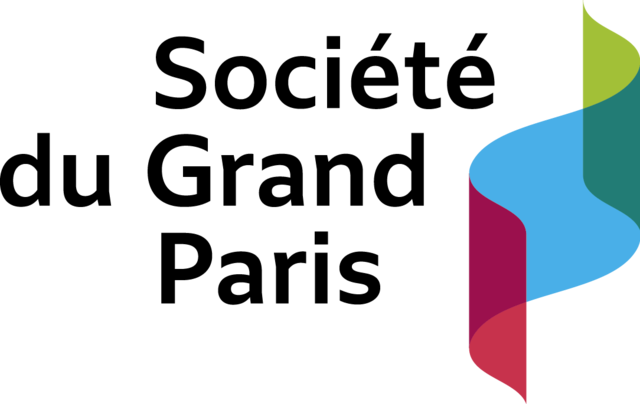 Société
du Grand
Paris